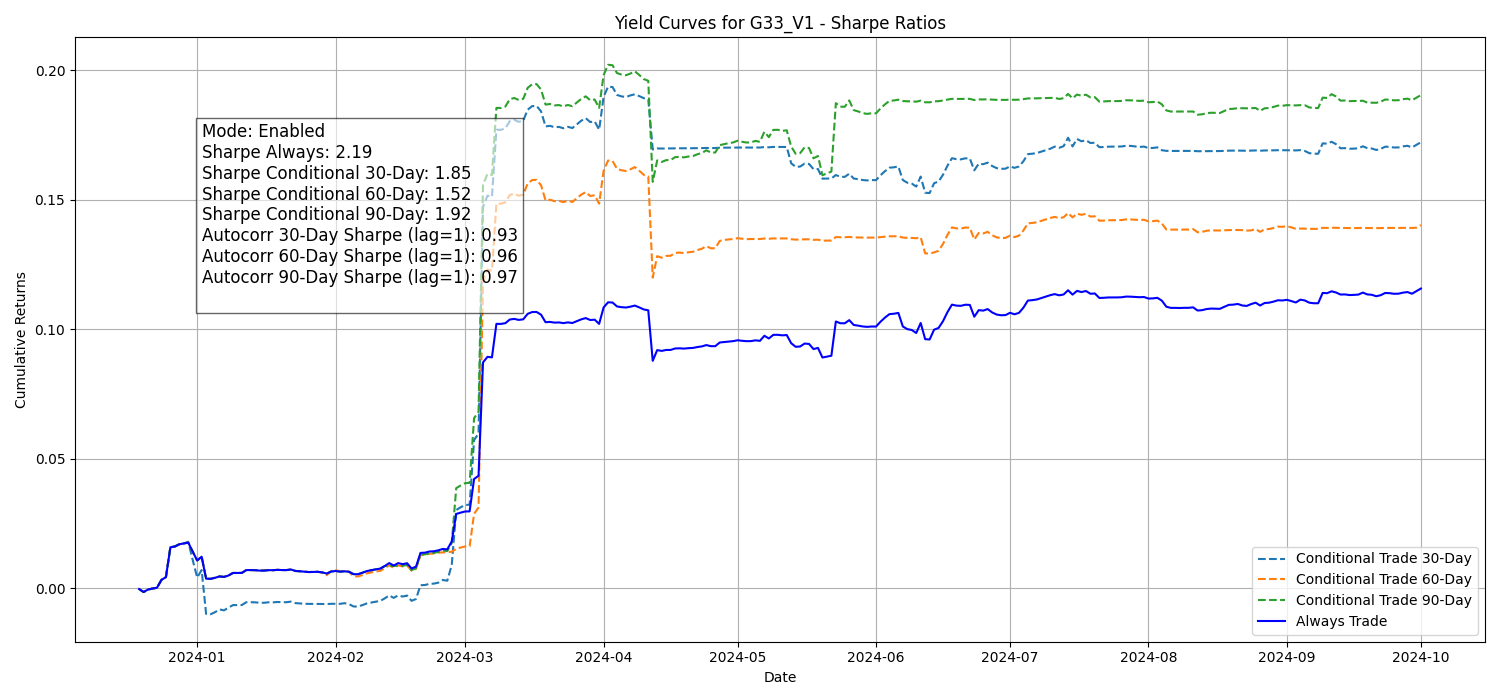 Yield Curves for G33_V1 - Sharpe Ratios
Cumulative Returns
0.20
0.15
0.10
0.05
0.00
Mode: Enabled
Sharpe Always: 2.19
Sharpe Conditional 30-Day: 1.85
Sharpe Conditional 60-Day: 1.52
Sharpe Conditional 90-Day: 1.92
Autocorr 30-Day Sharpe (lag=1): 0.93
Autocorr 60-Day Sharpe (lag=1): 0.96
Autocorr 90-Day Sharpe (lag=1): 0.97
Conditional Trade 30-Day
Conditional Trade 60-Day
Conditional Trade 90-Day
Always Trade
2024-01 2024-02 2024-03 2024-04 2024-05 2024-06 2024-07 2024-08 2024-09 2024-10
Date